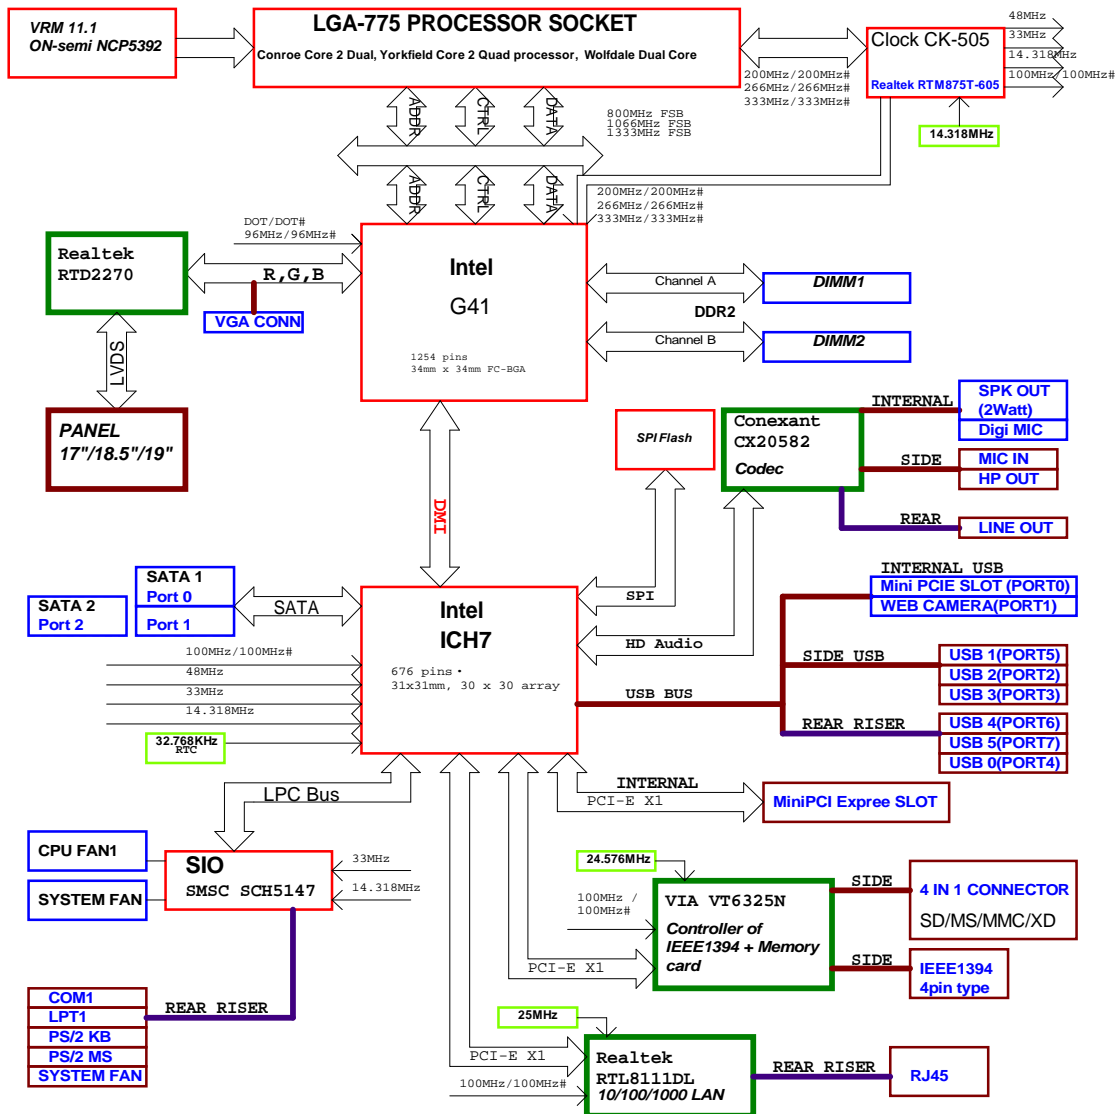 VRM 11.1
ON-semi NCP5392
LGA-775 PROCESSOR SOCKET
Conroe Core 2 Dual, Yorkfield Core 2 Quad processor, Wolfdale Dual Core
Clock CK-505
Realtek RTM875T-605
48MHz
33MHz
14.318MHz
100MHz/100MHz#
200MHz/200MHz#
266MHz/266MHz#
333MHz/333MHz#
14.318MHz
ADDR
CTRL
DATA
800MHz FSB
1066MHz FSB
1333MHz FSB
ADDR
CTRL
DATA
200MHz/200MHz#
266MHz/266MHz#
333MHz/333MHz#
DOT/DOT#
96MHz/96MHz#
Realtek
RTD2270
R,G,B
VGA CONN
Intel
G41
1254 pins
34mm x 34mm FC-BGA
Channel A
DDR2
Channel B
DIMM1
DIMM2
LVDS
PANEL
17"/18.5"/19"
DMI
SPI Flash
Conexant
CX20582
Codec
INTERNAL
SPK OUT
(2Watt)
Digi MIC
SIDE
MIC IN
HP OUT
REAR
LINE OUT
SATA 2
Port 2
SATA 1
Port 0
Port 1
SATA
Intel
ICH7
676 pins •
31x31mm, 30 x 30 array
SPI
HD Audio
USB BUS
INTERNAL USB
Mini PCIE SLOT (PORT0)
WEB CAMERA(PORT1)
SIDE USB
USB 1(PORT5)
USB 2(PORT2)
USB 3(PORT3)
REAR RISER
USB 4(PORT6)
USB 5(PORT7)
USB 0(PORT4)
100MHz/100MHz#
48MHz
33MHz
14.318MHz
32.768KHz
RTC
LPC Bus
INTERNAL
PCI-E X1
MiniPCI Expree SLOT
CPU FAN1
SYSTEM FAN
SIO
SMSC SCH5147
33MHz
14.318MHz
24.576MHz
100MHz /
100MHz#
VIA VT6325N
Controller of
IEEE1394 + Memory
card
PCI-E X1
SIDE
4 IN 1 CONNECTOR
SD/MS/MMC/XD
SIDE
IEEE1394
4pin type
COM1
LPT1
PS/2 KB
PS/2 MS
SYSTEM FAN
REAR RISER
25MHz
PCI-E X1
100MHz/100MHz#
Realtek
RTL8111DL
10/100/1000 LAN
REAR RISER
RJ45